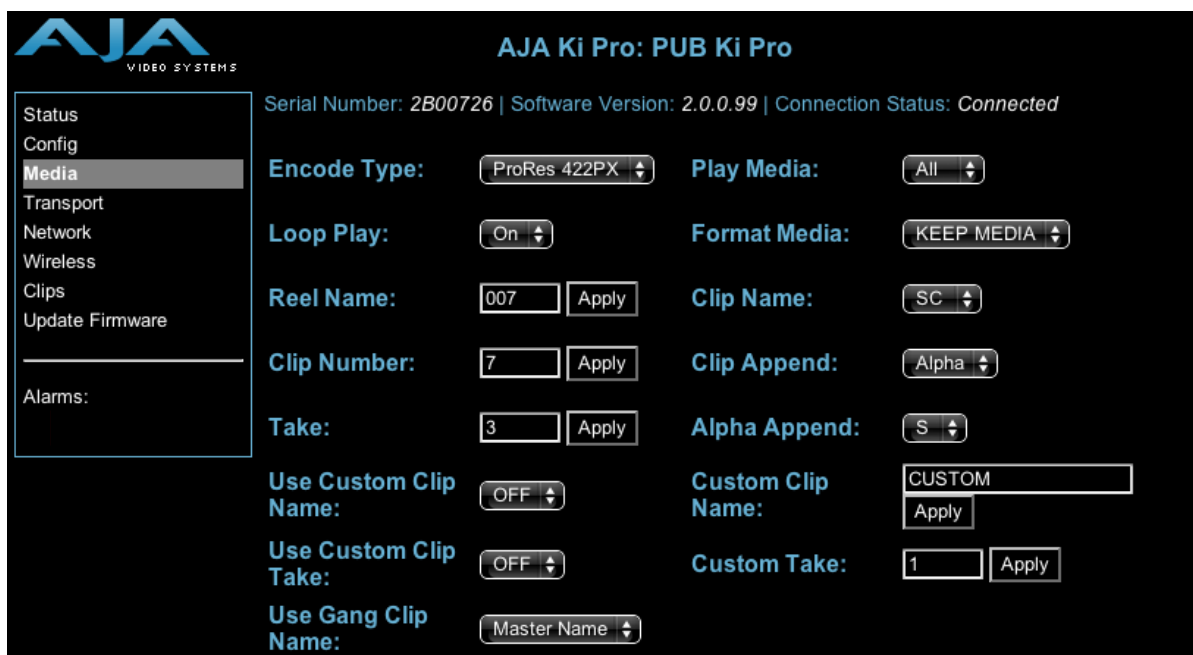 AJA
VIDEO SYSTEMS
AJA Ki Pro: PUB Ki Pro
Serial Number: 2B00726 | Software Version: 2.0.0.99 | Connection Status: Connected
Status
Config
Media
Transport
Network
Wireless
Clips
Update Firmware
Alarms:
Encode Type: ProRes 422PX Play Media: All
Loop Play: On Format Media: KEEP MEDIA
Reel Name: 007 Apply Clip Name: SC
Clip Number: 7 Apply Clip Append: Alpha
Take: 3 Apply Alpha Append: S
Use Custom Clip
Name: OFF
Custom Clip
Name: CUSTOM
Apply
Use Custom Clip
Take: OFF Custom Take: 1 Apply
Use Gang Clip
Name: Master Name